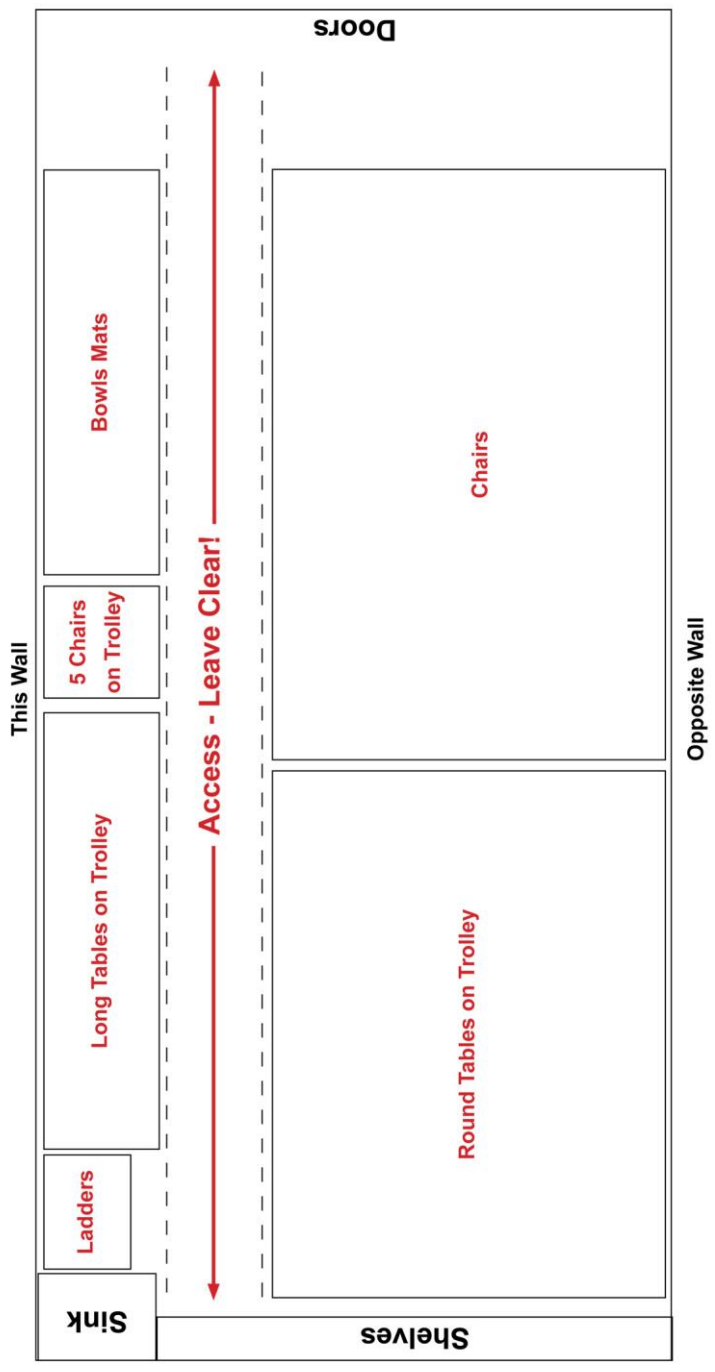 Doors
This Wall
Bowls Mats
5 Chairs
on Trolley
Long Tables on Trolley
Ladders
Sink
Access - Leave Clear!
Chairs
Round Tables on Trolley
Shelves
Opposite Wall